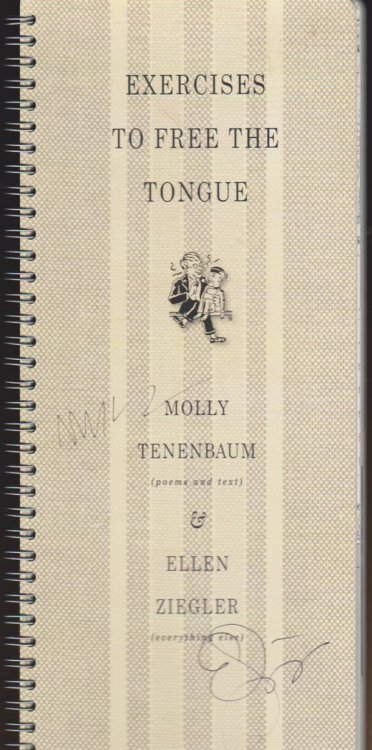 EXERCISES
TO FREE THE
TONGUE
MOLLY
TENENBAUM
(poems and text)
&
ELLEN
ZIEGLER
(everything else)